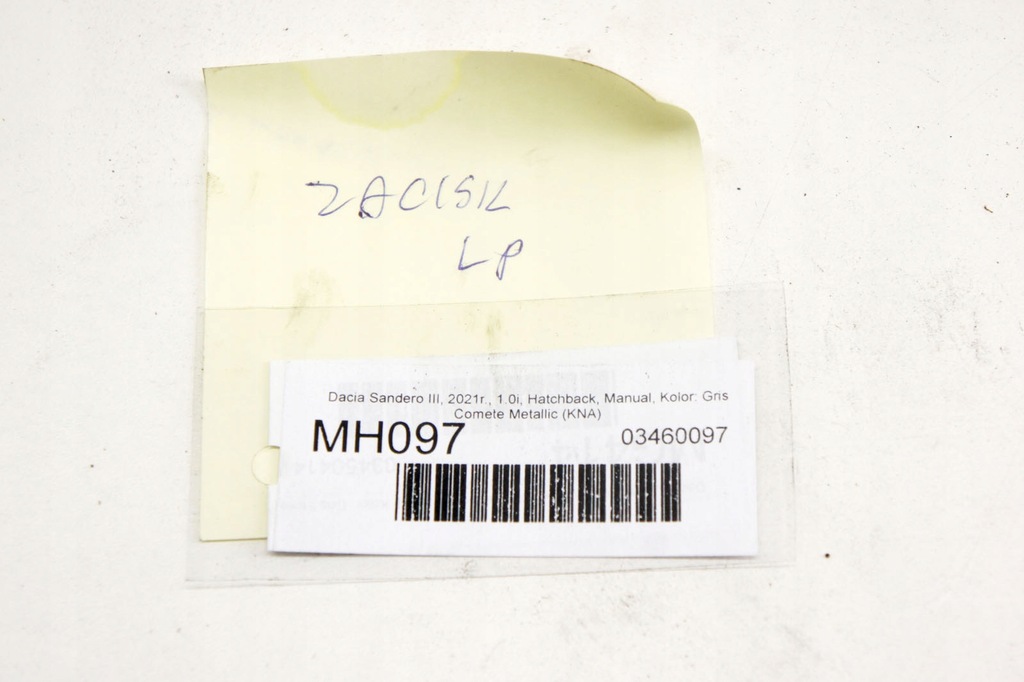 ZACISK
LP
Dacia Sandero III, 2021r., 1.0i, Hatchback, Manual, Kolor: Gris
Comete Metallic (KNA)
MH097
03460097